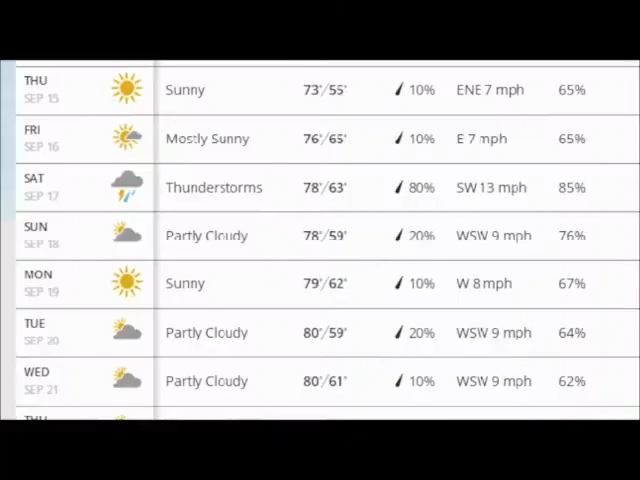 THU Sunny 73°/55° 10% ENE 7 mph 65%
SEP 15
FRI Mostly Sunny 76°/65° 10% E 7 mph 65%
SEP 16
SAT Thunderstorms 78°/63° 80% SW 13 mph 85%
SEP 17
SUN Partly Cloudy 78°/59° 20% WSW 9 mph 76%
SEP 18
MON Sunny 79°/62° 10% W 8 mph 67%
SEP 19
TUE Partly Cloudy 80°/59° 20% WSW 9 mph 64%
SEP 20
WED Partly Cloudy 80°/61° 10% WSW 9 mph 62%
SEP 21
THU